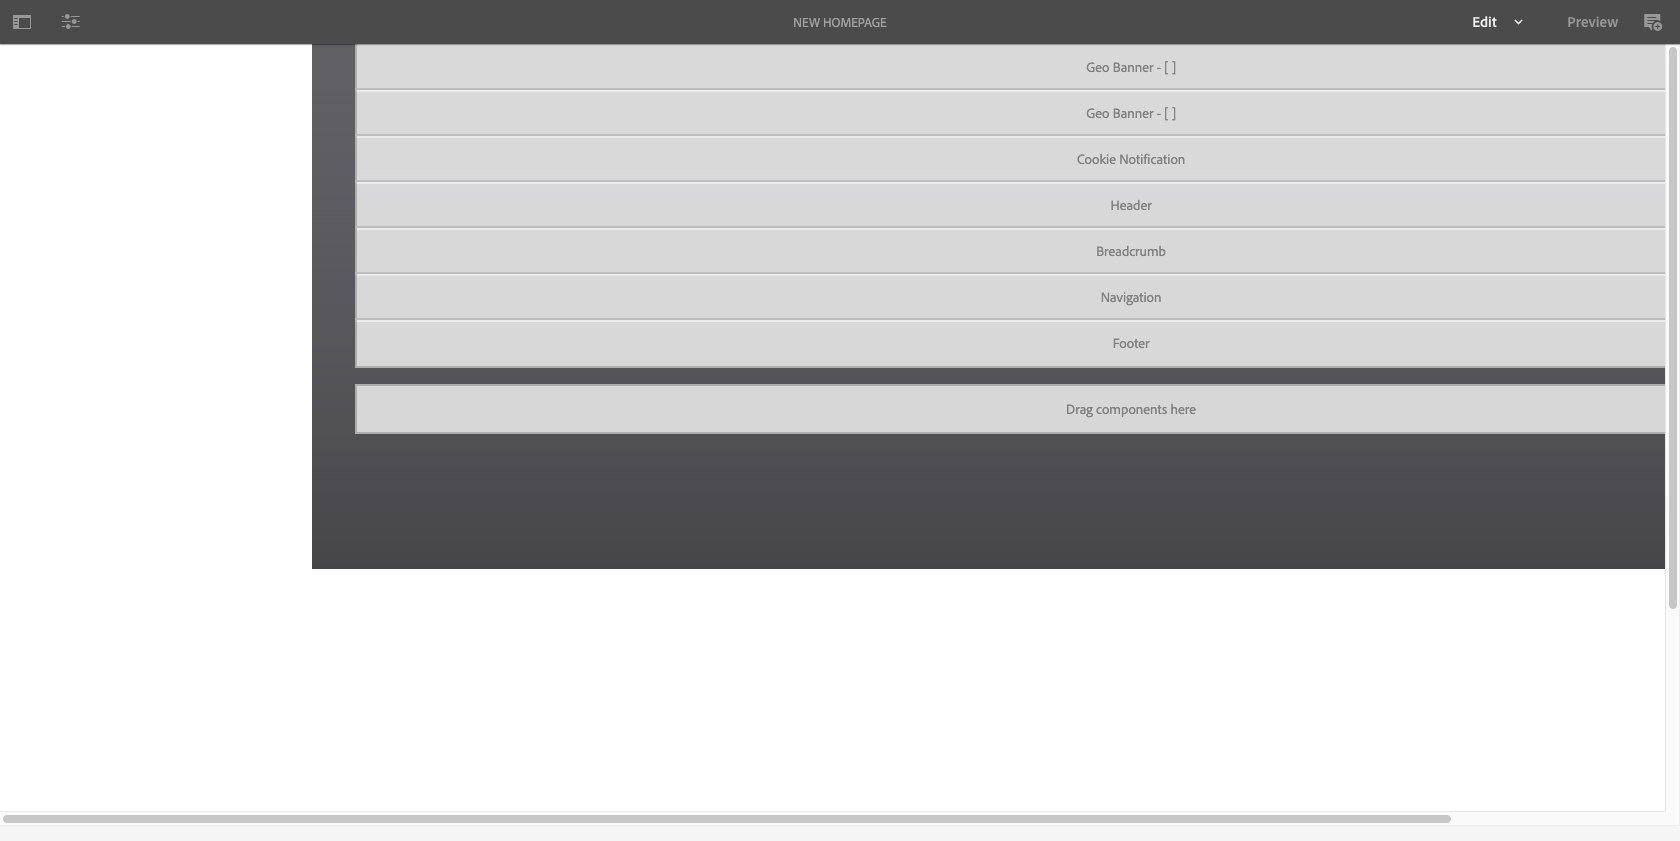 NEW HOMEPAGE
Edit
Preview
Geo Banner - [ ]
Geo Banner - [ ]
Cookie Notification
Header
Breadcrumb
Navigation
Footer
Drag components here